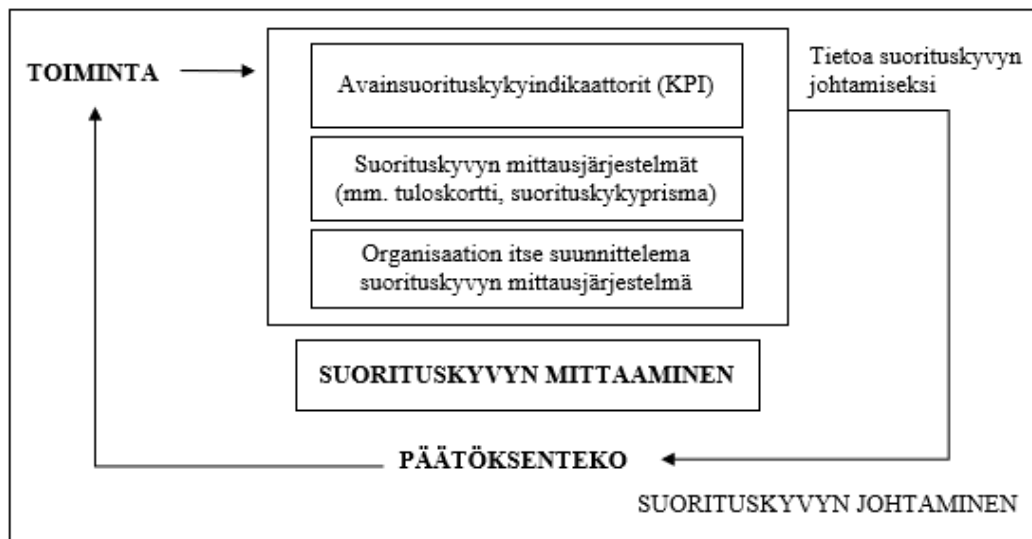 TOIMINTA
Avainsuorituskykyindikaattorit (KPI)
Suorituskyvyn mittausjärjestelmät
(mm. tuloskortti, suorituskykyprisma)
Organisaation itse suunnittelema
suorituskyvyn mittausjärjestelmä
SUORITUSKYVYN MITTAAMINEN
Tietoa suorituskyvyn
johtamiseksi
PÄÄTÖKSENTEKO
SUORITUSKYVYN JOHTAMINEN